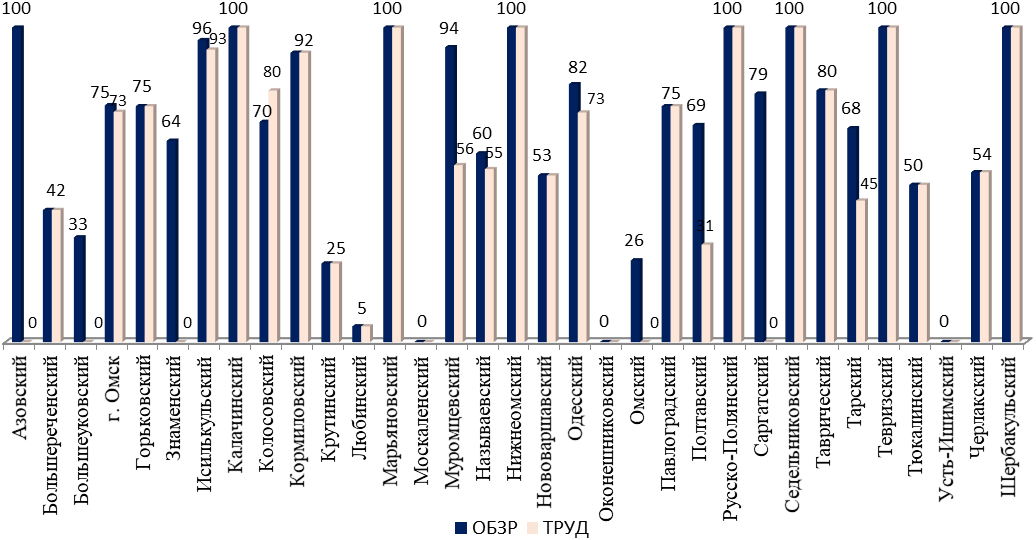 100 100 100 100 100 100 100 100
96 93 92 94
75 73 75 80 82 73 75 69 79 80 68
64 70 56 60 55 53 50 54
42 33 31 45
25 26
5
0 0 0 0 0 0 0 0
Азовский
Большереченский
Большеуковский
г. Омск
Горьковский
Знаменский
Исилькульский
Калачинский
Колосовский
Кормиловский
Крутинский
Любинский
Марьяновский
Москаленский
Муромцевский
Называевский
Нижнеомский
Нововаршавский
Одесский
Оконешниковский
Омский
Павлоградский
Полтавский
Русско-Полянский
Саргатский
Седельниковский
Таврический
Тарский
Тевризский
Тюкалинский
Усть-Ишимский
Черлакский
Шербакульский
ОБЗР ТРУД